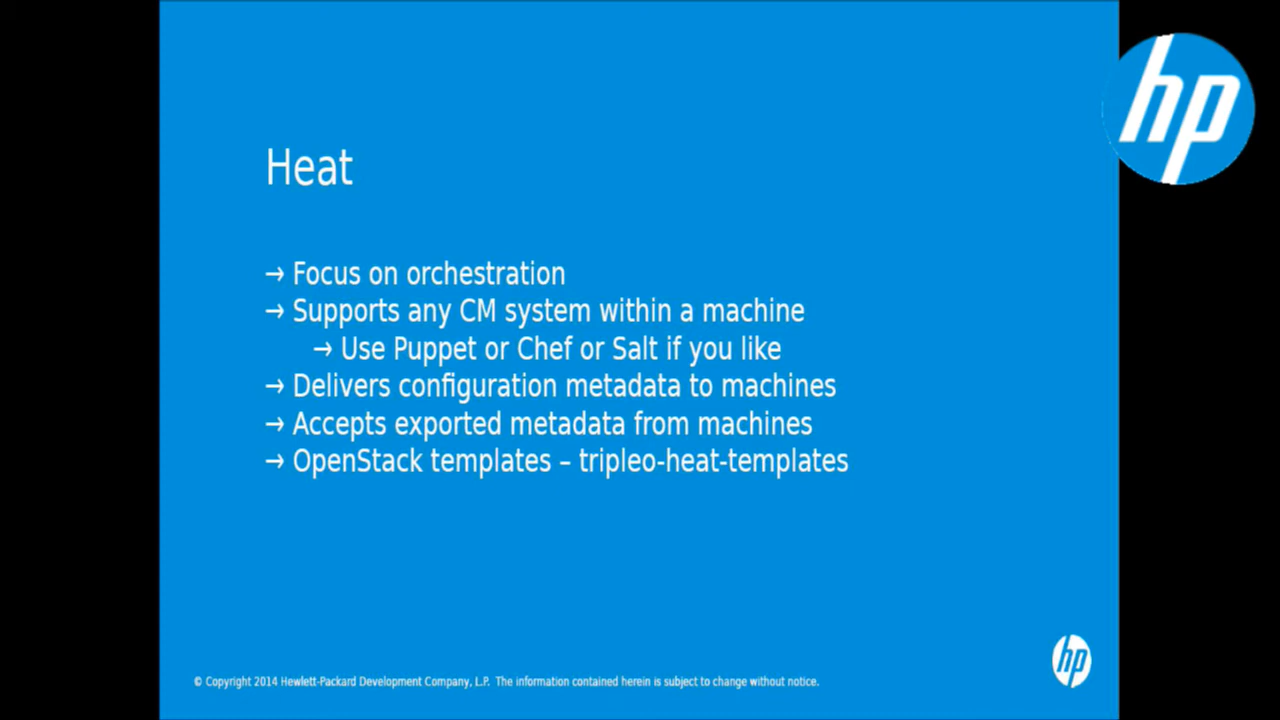 hp
Heat
→ Focus on orchestration
→ Supports any CM system within a machine
→ Use Puppet or Chef or Salt if you like
→ Delivers configuration metadata to machines
→ Accepts exported metadata from machines
→ OpenStack templates – tripleo-heat-templates
hp
© Copyright 2014 Hewlett-Packard Development Company, L.P. The information contained herein is subject to change without notice.